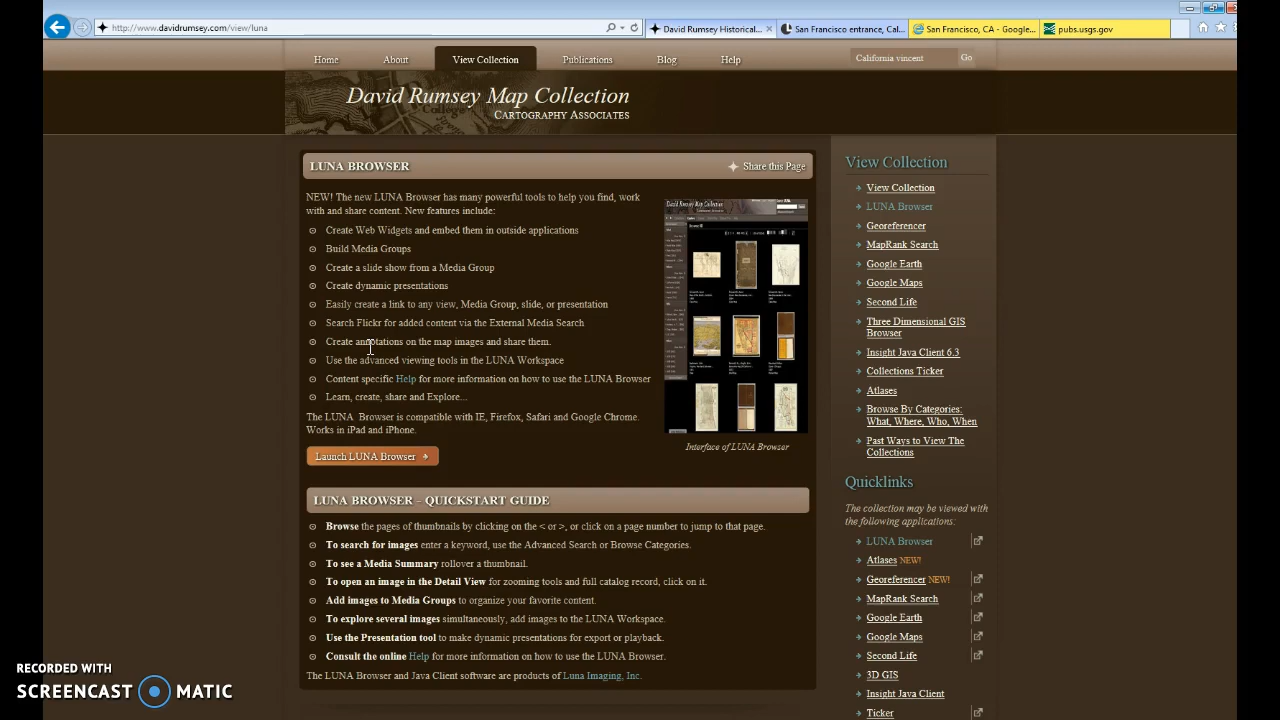 http://www.davidrumsey.com/view/luna
David Rumsey Historical...
San Francisco entrance, Cal...
San Francisco, CA - Google...
pubs.usgs.gov
Home
About
View Collection
Publications
Blog
Help
California vincent
Go
David Rumsey Map Collection
CARTOGRAPHY ASSOCIATES
LUNA BROWSER
Share this Page
NEW! The new LUNA Browser has many powerful tools to help you find, work
with and share content. New features include:
Create Web Widgets and embed them in outside applications
Build Media Groups
Create a slide show from a Media Group
Create dynamic presentations
Easily create a link to any view, Media Group, slide, or presentation
Search Flickr for added content via the External Media Search
Create annotations on the map images and share them.
Use the advanced viewing tools in the LUNA Workspace
Content specific Help for more information on how to use the LUNA Browser
Learn, create, share and Explore...
The LUNA Browser is compatible with IE, Firefox, Safari and Google Chrome.
Works in iPad and iPhone.
Launch LUNA Browser
David Rumsey Map Collection
Interface of LUNA Browser
LUNA BROWSER - QUICKSTART GUIDE
Browse the pages of thumbnails by clicking on the < or >, or click on a page number to jump to that page.
To search for images enter a keyword, use the Advanced Search or Browse Categories.
To see a Media Summary rollover a thumbnail.
To open an image in the Detail View for zooming tools and full catalog record, click on it.
Add images to Media Groups to organize your favorite content.
To explore several images simultaneously, add images to the LUNA Workspace.
Use the Presentation tool to make dynamic presentations for export or playback.
Consult the online Help for more information on how to use the LUNA Browser.
The LUNA Browser and Java Client software are products of Luna Imaging, Inc.
View Collection
View Collection
LUNA Browser
Georeferencer
MapRank Search
Google Earth
Google Maps
Second Life
Three Dimensional GIS
Browser
Insight Java Client 6.3
Collections Ticker
Atlases
Browse By Categories:
What, Where, Who, When
Past Ways to View The
Collections
Quicklinks
The collection may be viewed with
the following applications:
LUNA Browser
Atlases NEW!
Georeferencer NEW!
MapRank Search
Google Earth
Google Maps
Second Life
3D GIS
Insight Java Client
Ticker
RECORDED WITH
SCREENCAST MATIC